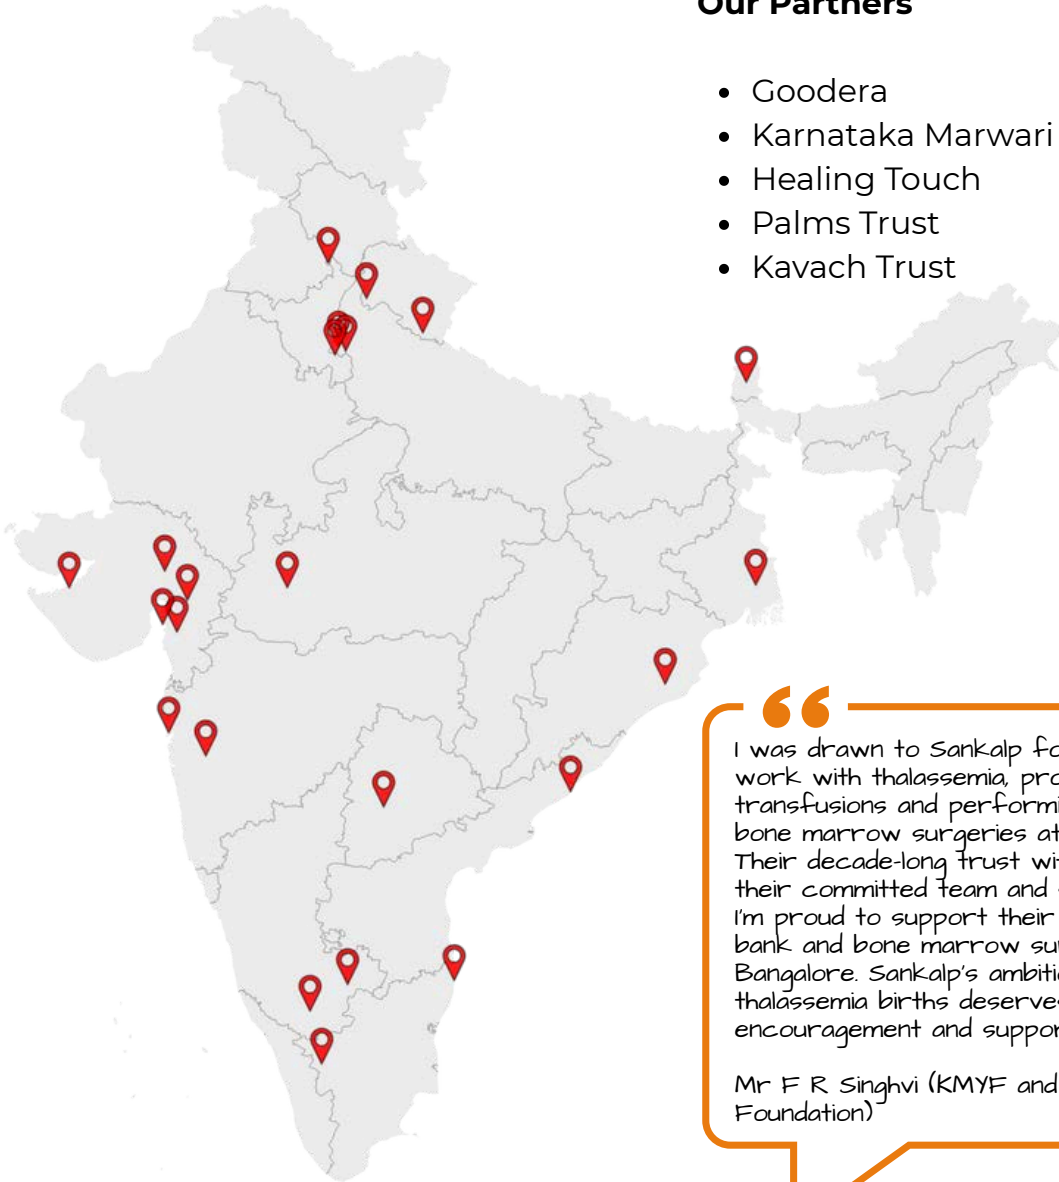 Our Partners
Goodera
Karnataka Marwari
Healing Touch
Palms Trust
Kavach Trust
I was drawn to Sankalp fo
work with thalassemia, pro
transfusions and performi
bone marrow surgeries at
Their decade-long trust wi
their committed team and
I'm proud to support their
bank and bone marrow su
Bangalore. Sankalp's ambiti
thalassemia births deserves
encouragement and suppor
Mr F R Singhvi (KMYF and
Foundation)